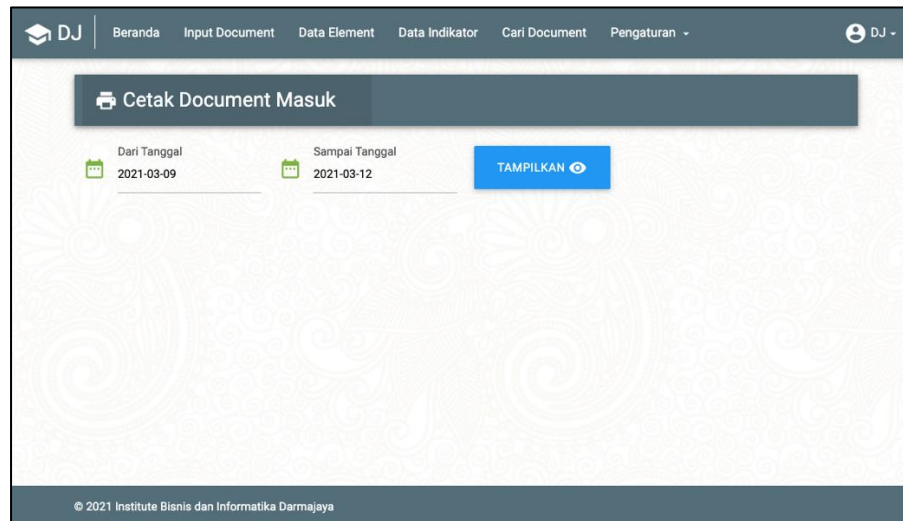 DJ Beranda Input Document Data Element Data Indikator Cari Document Pengaturan DJ
Cetak Document Masuk
Dari Tanggal Sampai Tanggal
2021-03-09 2021-03-12
TAMPILKAN
© 2021 Institute Bisnis dan Informatika Darmajaya